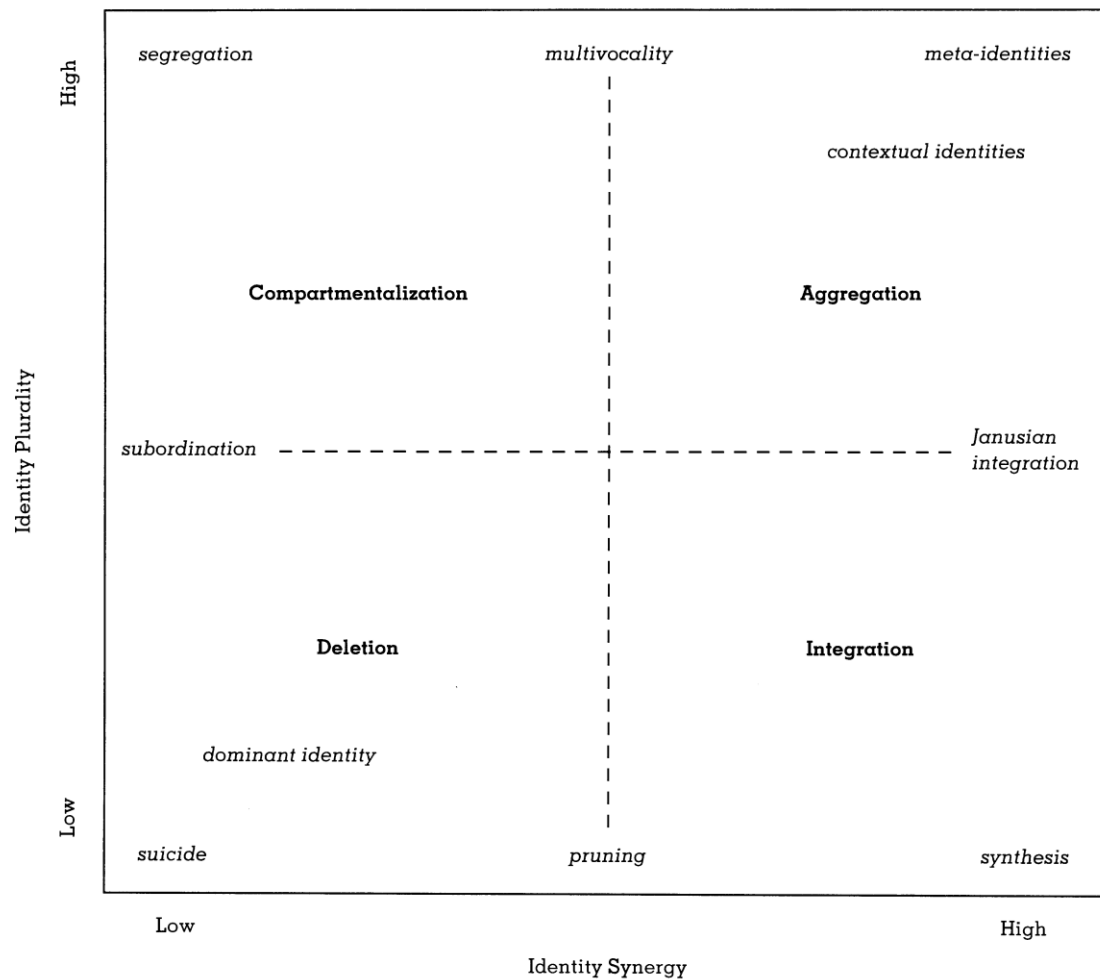 segregation
multivocality
meta-identities
High
contextual identities
Compartmentalization
Aggregation
Identity Plurality
subordination
Janusian
integration
Deletion
Integration
dominant identity
Low
suicide
pruning
synthesis
Low
High
Identity Synergy